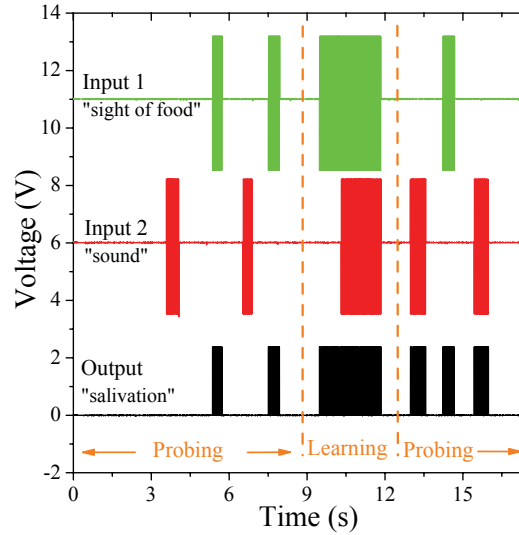 14
12
10
8
6
4
2
0
-2
Voltage (V)
Input 1
"sight of food"
Input 2
"sound"
Output
"salivation"
Probing
Learning
Probing
0
3
6
9
12
15
Time (s)